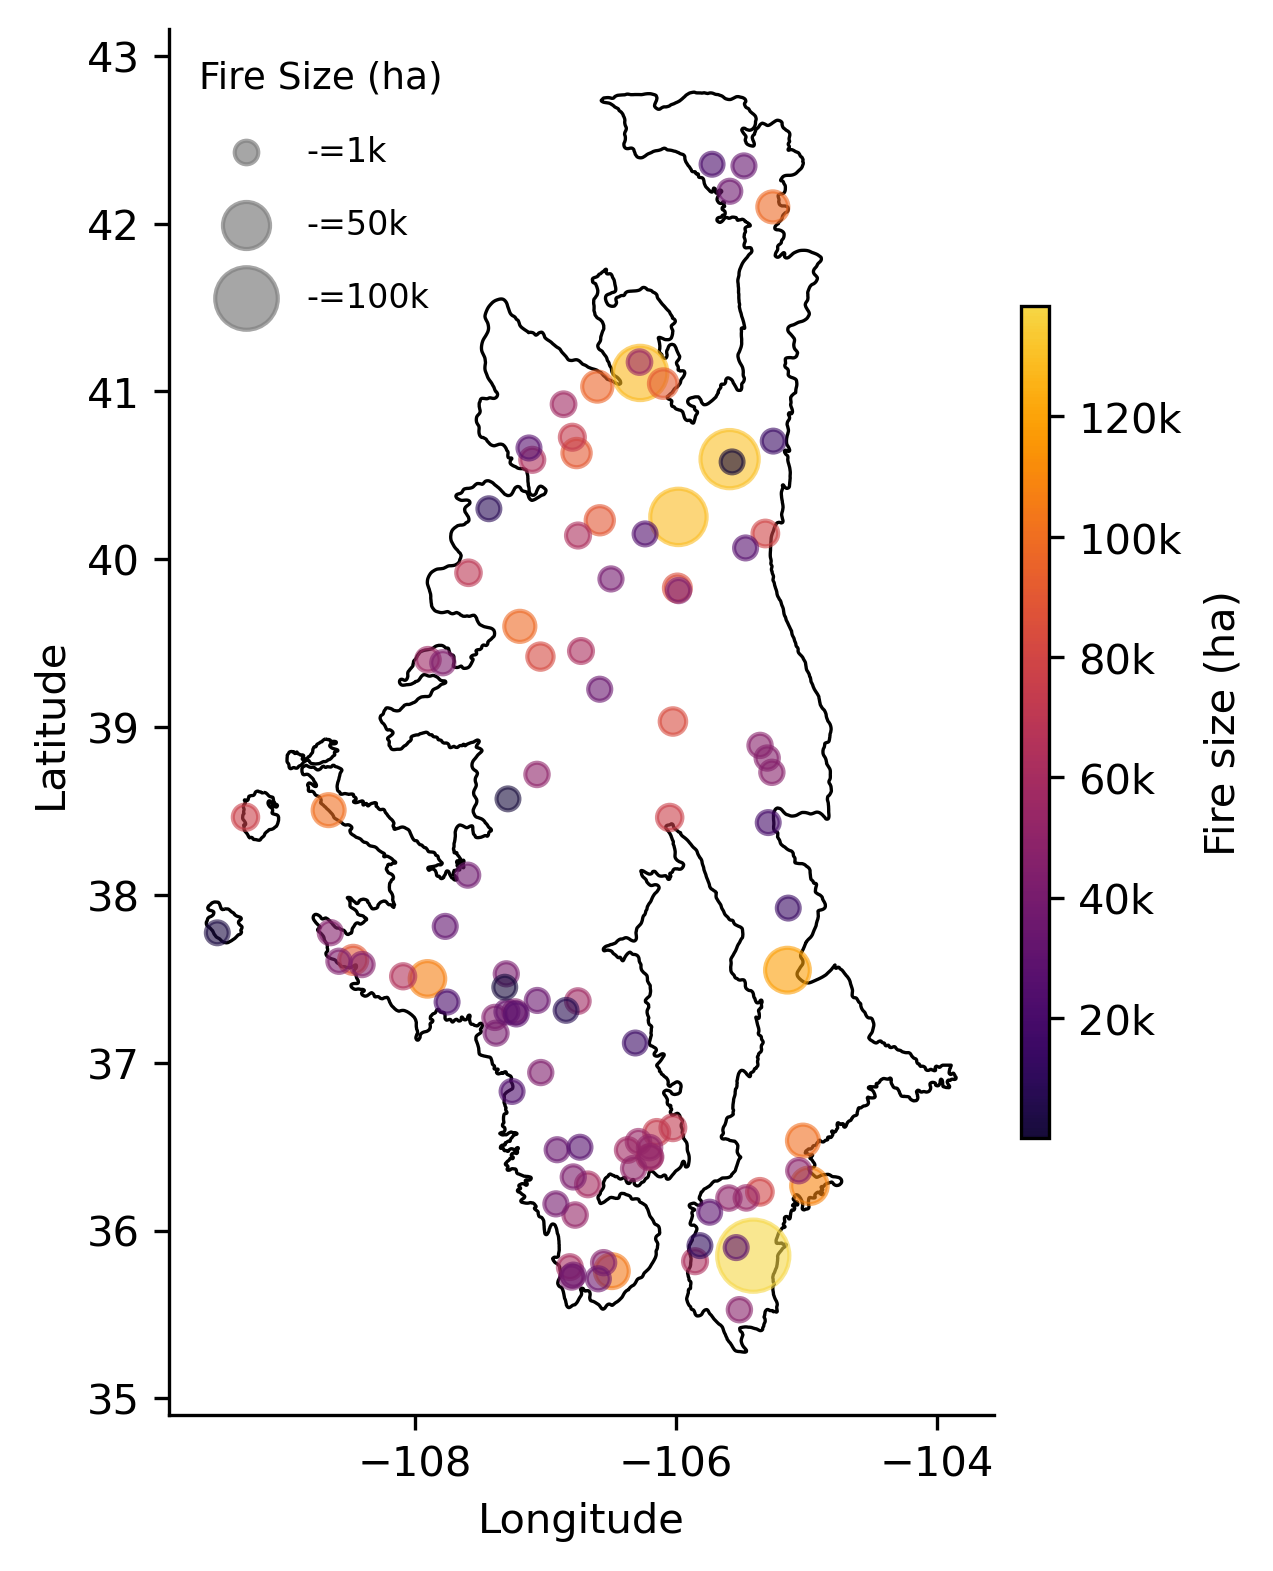 43
42
41
40
39
38
37
36
35
Latitude
Fire Size (ha)
-=1k
-=50k
-=100k
−108
−106
−104
Longitude
120k
100k
80k
60k
40k
20k
Fire size (ha)